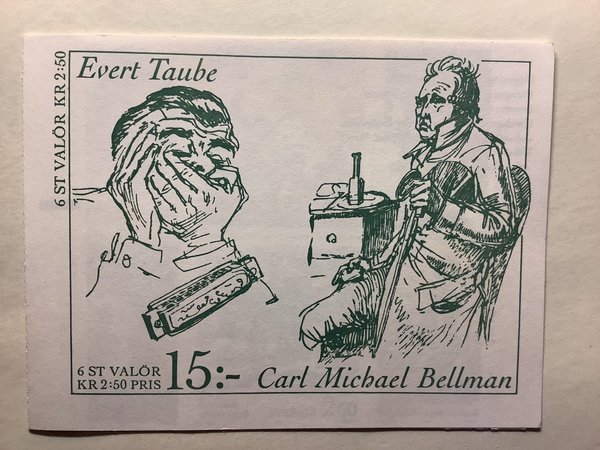 6 ST VALÖR KR 2:50
Evert Taube
6 ST VALÖR
KR 2:50 PRIS
15:-
Carl Michael Bellman